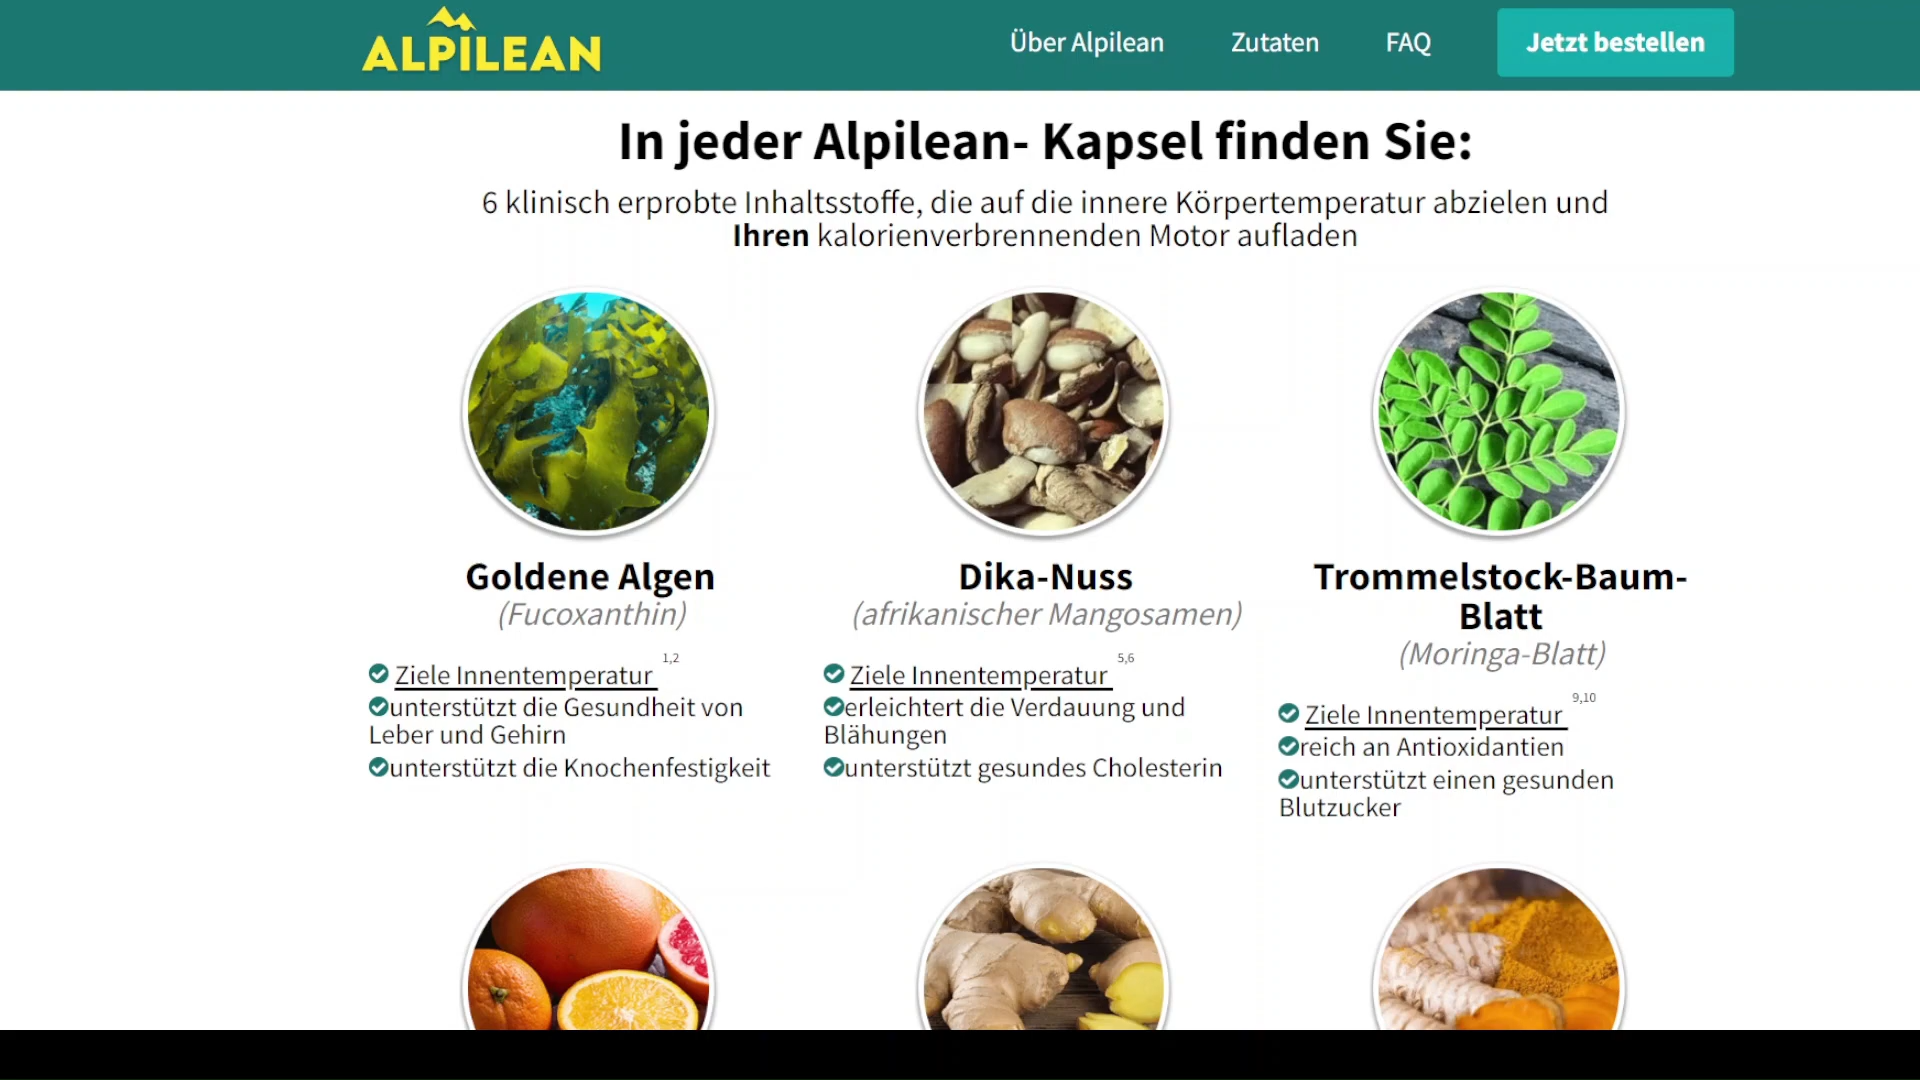 ALPILEAN
Über Alpilean
Zutaten
FAQ
Jetzt bestellen
In jeder Alpilean- Kapsel finden Sie:
6 klinisch erprobte Inhaltsstoffe, die auf die innere Körpertemperatur abzielen und
Ihren kalorienverbrennenden Motor aufladen
Goldene Algen
(Fucoxanthin)
Ziele Innentemperatur 1,2
unterstützt die Gesundheit von
Leber und Gehirn
unterstützt die Knochenfestigkeit
Dika-Nuss
(afrikanischer Mangosamen)
Ziele Innentemperatur 5,6
erleichtert die Verdauung und
Blähungen
unterstützt gesundes Cholesterin
Trommelstock-Baum-
Blatt
(Moringa-Blatt)
Ziele Innentemperatur 9,10
reich an Antioxidantien
unterstützt einen gesunden
Blutzucker